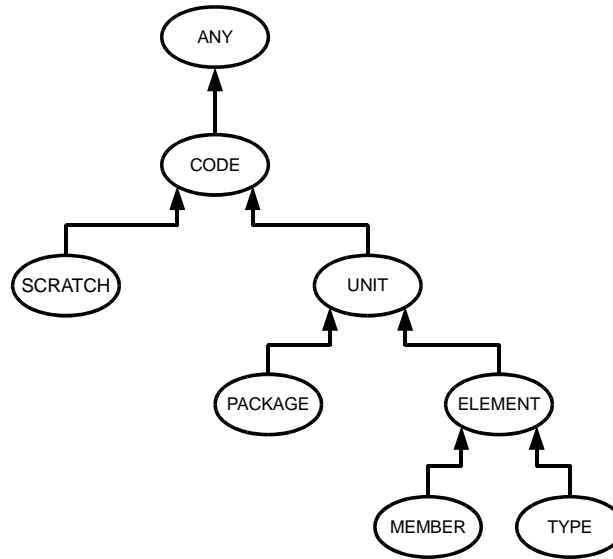 ANY
CODE
SCRATCH
UNIT
PACKAGE
ELEMENT
MEMBER
TYPE